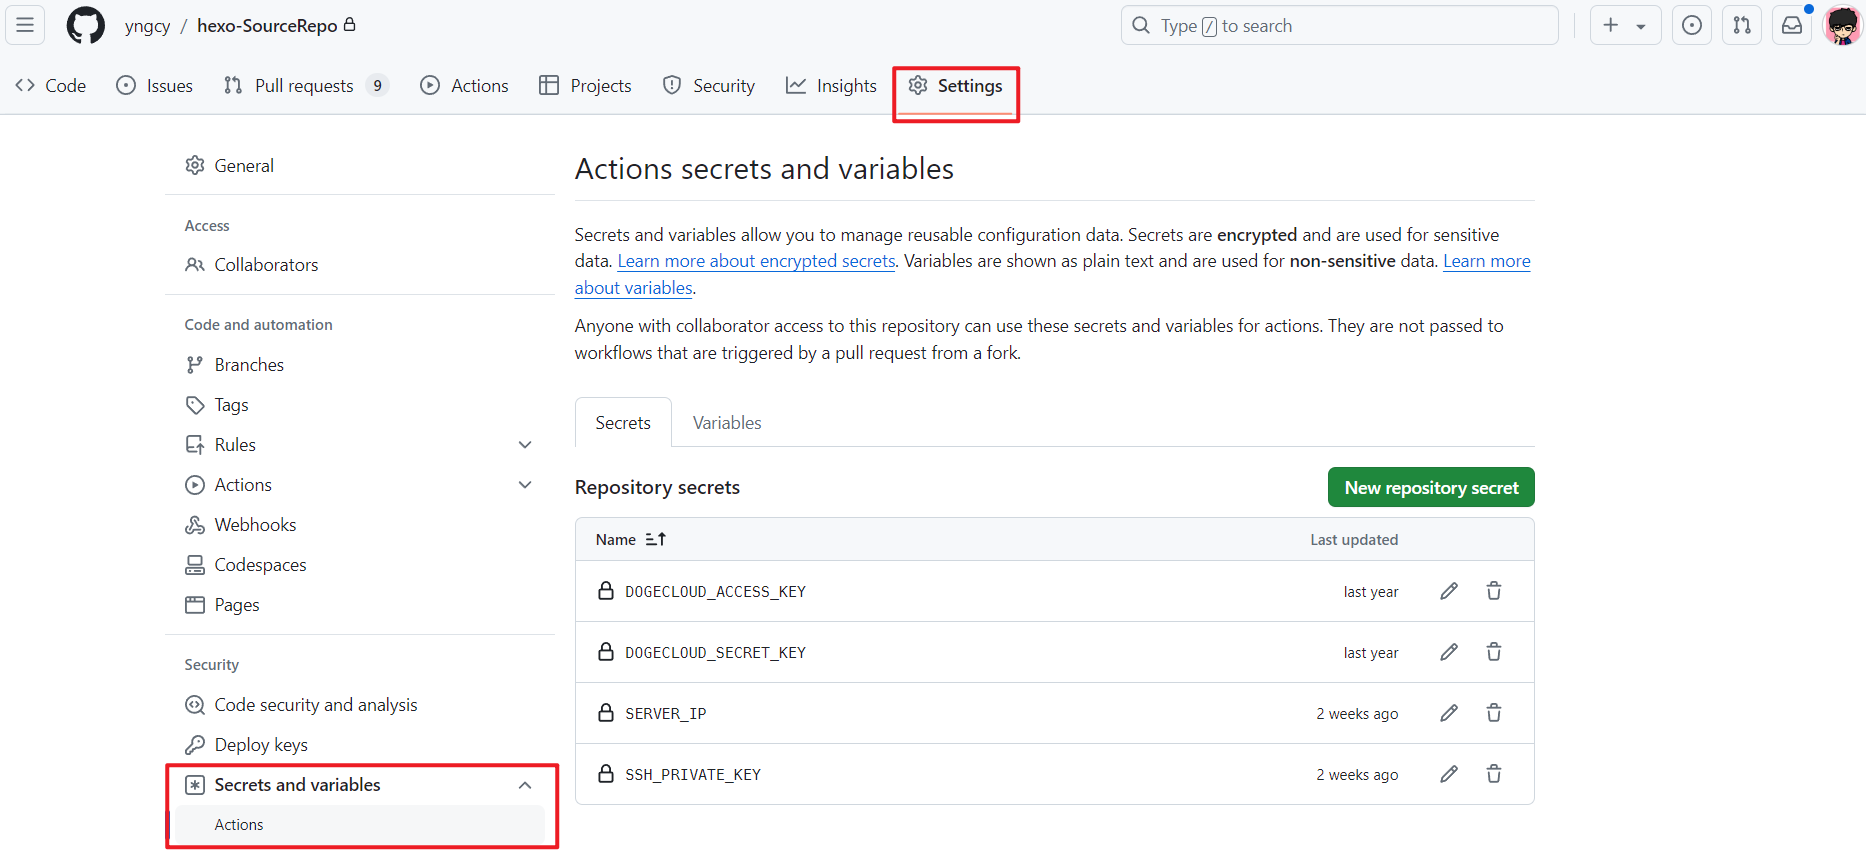 yngcy / hexo-SourceRepo
Type / to search
Code
Issues
Pull requests 9
Actions
Projects
Security
Insights
Settings
General
Access
Collaborators
Code and automation
Branches
Tags
Rules
Actions
Webhooks
Codespaces
Pages
Security
Code security and analysis
Deploy keys
Secrets and variables
Actions
Actions secrets and variables
Secrets and variables allow you to manage reusable configuration data. Secrets are encrypted and are used for sensitive
data. Learn more about encrypted secrets. Variables are shown as plain text and are used for non-sensitive data. Learn more
about variables.
Anyone with collaborator access to this repository can use these secrets and variables for actions. They are not passed to
workflows that are triggered by a pull request from a fork.
Secrets
Variables
Repository secrets
New repository secret
Name
Last updated
DOGECLOUD_ACCESS_KEY last year
DOGECLOUD_SECRET_KEY last year
SERVER_IP 2 weeks ago
SSH_PRIVATE_KEY 2 weeks ago